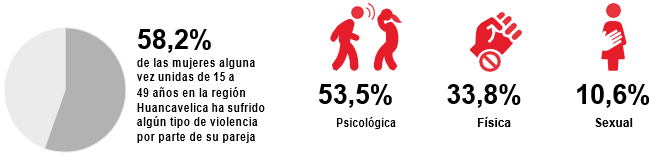 58,2%
de las mujeres alguna
vez unidas de 15 a
49 años en la región
Huancavelica ha sufrido
algún tipo de violencia
por parte de su pareja
53,5%
Psicológica
33,8%
Física
10,6%
Sexual